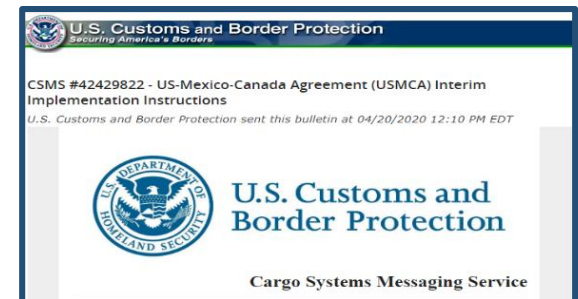 U.S. Customs and Border Protection
Securing America's Borders
CSMS #42429822 - US-Mexico-Canada Agreement (USMCA) Interim
Implementation Instructions
U.S. Customs and Border Protection sent this bulletin at 04/20/2020 12:10 PM EDT
U.S. DEPARTMENT OF HOMELAND SECURITY
U.S. Customs and
Border Protection
Cargo Systems Messaging Service